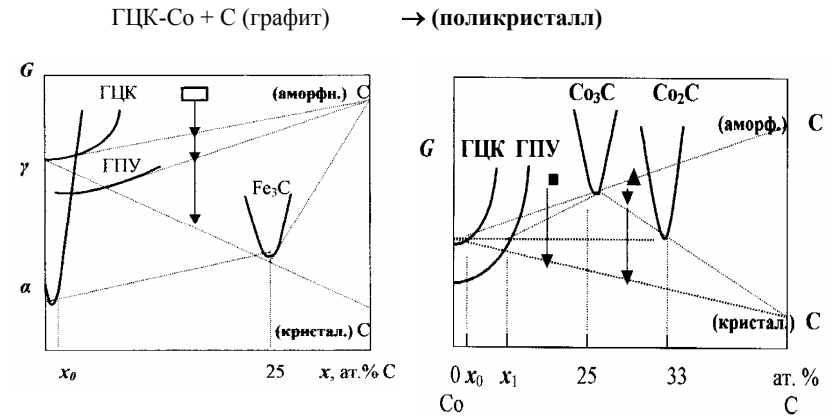 ГЦК-Co + C (графит) → (поликристалл)
G
ГЦК
(аморфн.) C
γ
ГПУ
Fe₃C
α
(кристал.) C
x₀ 25 x, ат.% C
Co₃C Co₂C
(аморф.) C
G ГЦК ГПУ
(кристал.) C
0 x₀ x₁ 25 33 ат. %
Co C